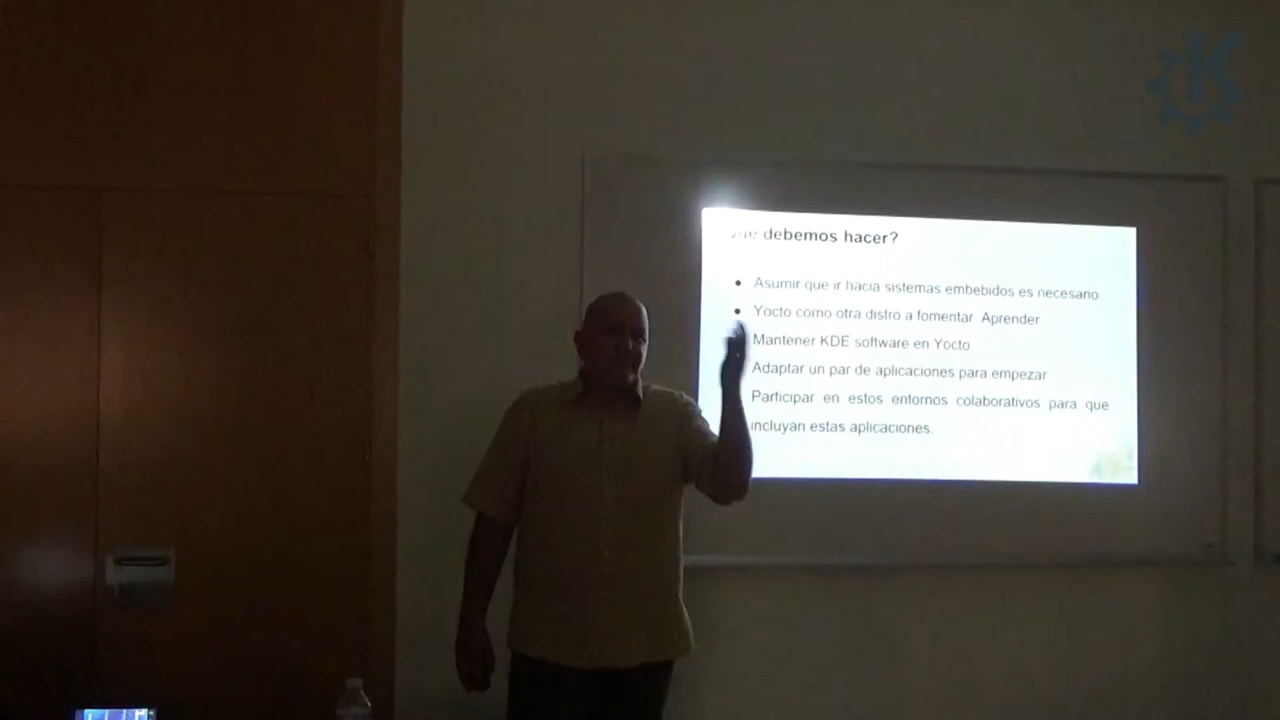 debemos hacer?
Asumir que ir hacia sistemas embebidos es necesario
Yocto como otra distro a fomentar Aprender
Mantener KDE software en Yocto
Adaptar un par de aplicaciones para empezar
Participar en estos entornos colaborativos para que
incluyan estas aplicaciones.